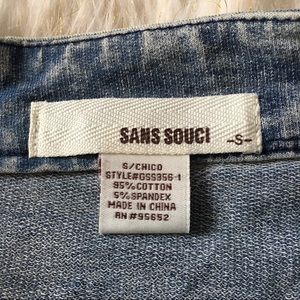 SANS SOUCI
-S-
S/CHICO
STYLE#GSS356-1
95%COTTON
5%SPANDEX
MADE IN CHINA
RN #95652